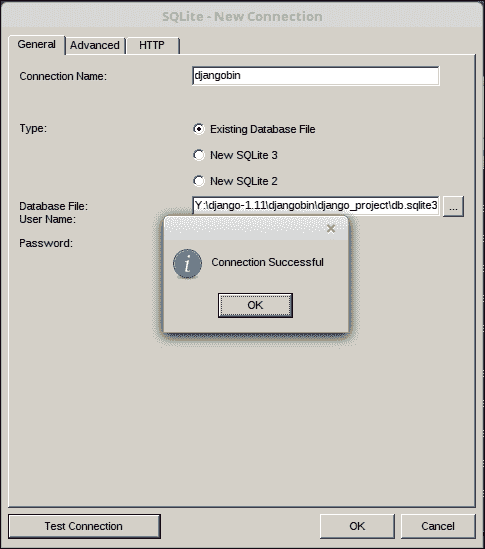 SQLite - New Connection
General Advanced HTTP
Connection Name: djangobin
Type: Existing Database File
New SQLite 3
New SQLite 2
Database File: Y:\django-1.11\djangobin\django_project\db.sqlite3 ...
User Name:
Password:
Connection Successful
OK
Test Connection OK Cancel